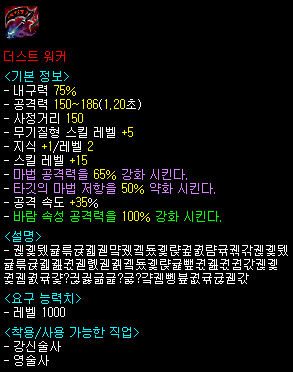 더스트 워커
<기본 정보>
- 내구력 75%
- 공격력 150~186(1,20초)
- 사정거리 150
- 무기질형 스킬 레벨 +5
- 지식 +1/레벨 2
- 스킬 레벨 +15
- 마법 공격력을 65% 강화 시킨다.
- 타깃의 마법 저항을 50% 약화 시킨다.
- 공격 속도 +35%
- 바람 속성 공격력을 100% 강화 시킨다.
<설명>
<요구 능력치>
- 레벨 1000
<착용/사용 가능한 직업>
- 강신술사
- 영술사